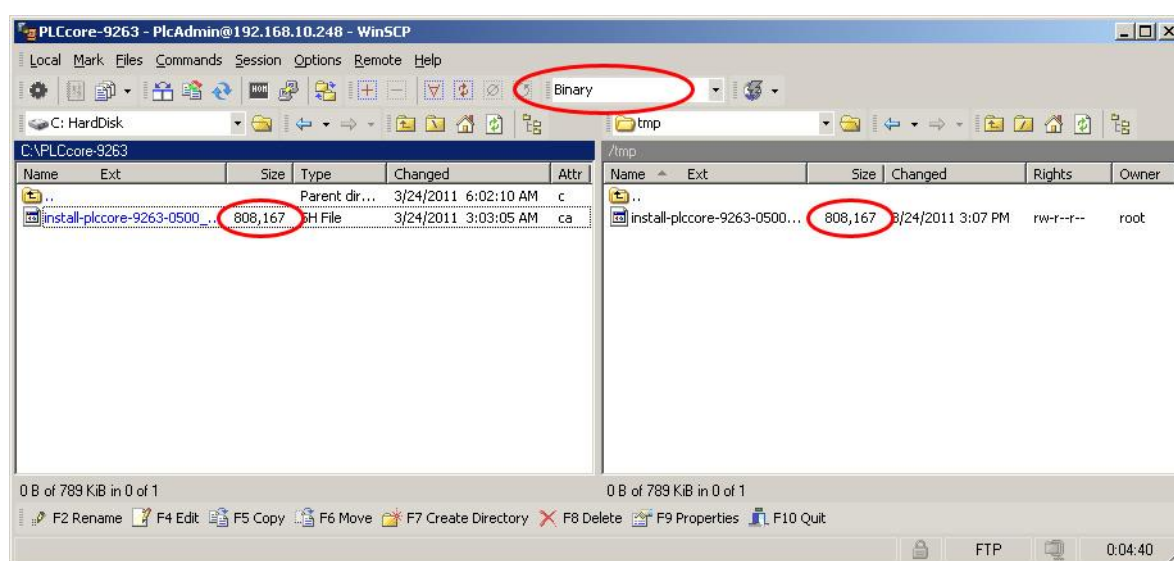 PLCcore-9263 - PlcAdmin@192.168.10.248 - WinSCP
Local Mark Files Commands Session Options Remote Help
Binary
C: HardDisk tmp
C:\PLCcore-9263 /tmp
Name Ext Size Type Changed Attr Name Ext Size Changed Rights Owner
.. Parent dir... 3/24/2011 6:02:10 AM c ..
install-plccore-9263-0500_... 808,167 SH File 3/24/2011 3:03:05 AM ca install-plccore-9263-0500... 808,167 3/24/2011 3:07 PM rw-r--r-- root
0 B of 789 KiB in 0 of 1 0 B of 789 KiB in 0 of 1
F2 Rename F4 Edit F5 Copy F6 Move F7 Create Directory F8 Delete F9 Properties F10 Quit
FTP 0:04:40